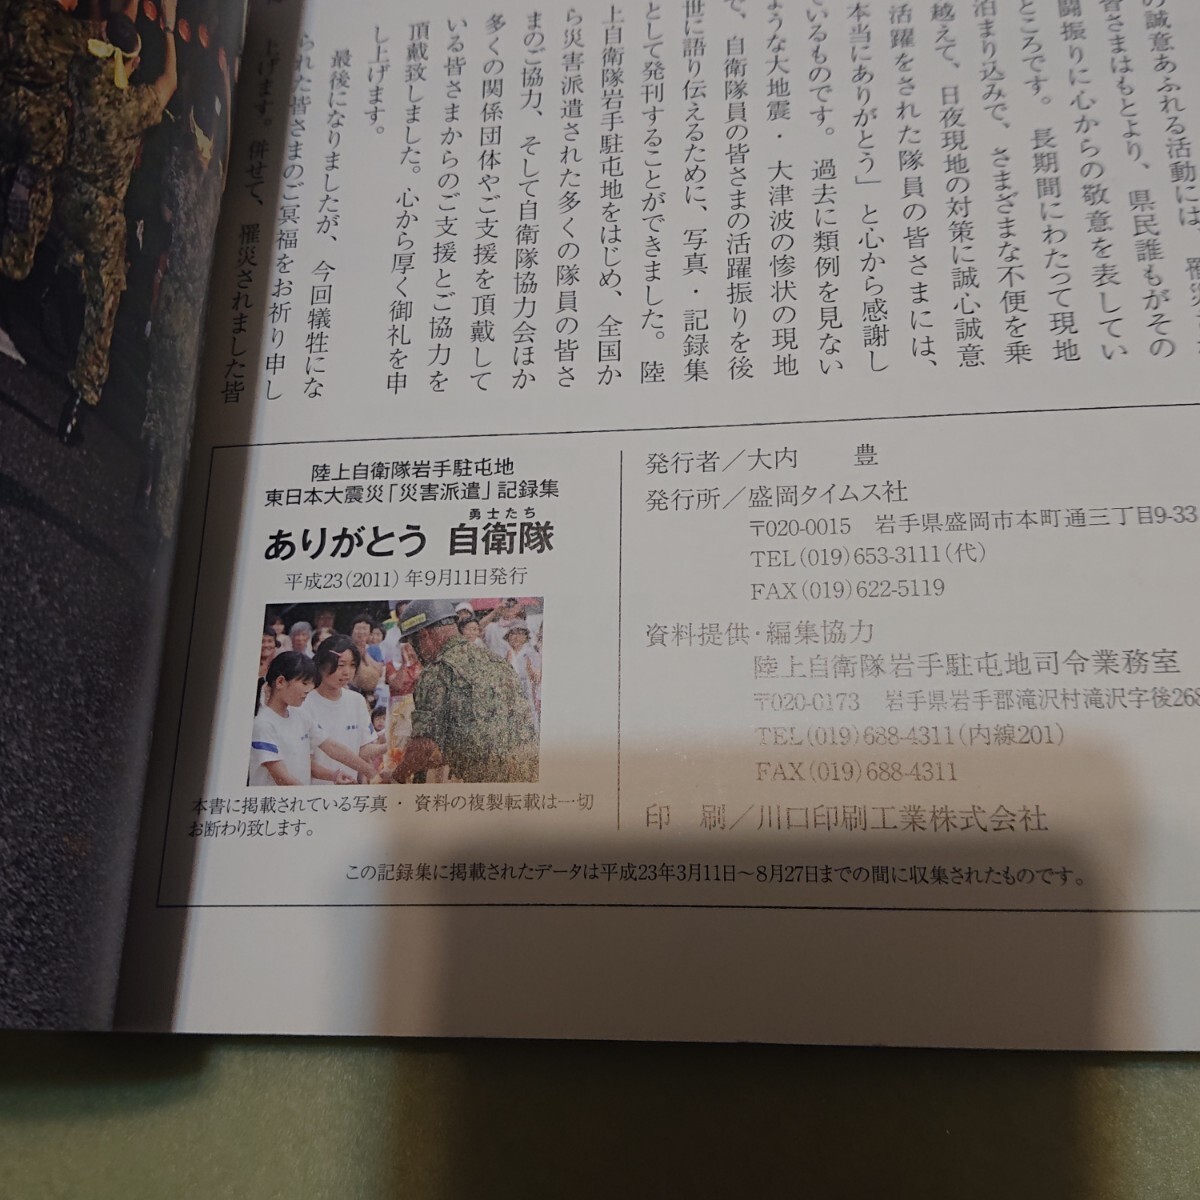 の誠意あふれる活動には、罹災
皆さまはもとより、県民誰もがその
闘振りに心からの敬意を表してい
ところです。長期間にわたって現地
泊まり込みで、さまざまな不便を乗
越えて、日夜現地の対策に誠心誠意
活躍をされた隊員の皆さまには、
本当にありがとう」と心から感謝し
いるものです。過去に類例を見ない
ような大地震・大津波の惨状の現地
で、自衛隊員の皆さまの活躍振りを後
世に語り伝えるために、写真・記録集
として発刊することができました。陸
上自衛隊岩手駐屯地をはじめ、全国か
ら災害派遣された多くの隊員の皆さ
まのご協力、そして自衛隊協力会ほか
多くの関係団体やご支援を頂戴して
いる皆さまからのご支援とご協力を
頂戴致しました。心から厚く御礼を申
し上げます。
最後になりましたが、今回犠牲にな
られた皆さまのご冥福をお祈り申し
上げます。併せて、罹災されました皆
陸上自衛隊岩手駐屯地
東日本大震災「災害派遣」記録集
勇士たち
ありがとう 自衛隊
平成23(2011)年9月11日発行
本書に掲載されている写真・資料の複製転載は一切
お断わり致します。
発行者／大内 豊
発行所／盛岡タイムス社
〒020-0015 岩手県盛岡市本町通三丁目9-33
TEL(019)653-3111(代)
FAX(019)622-5119
資料提供・編集協力
陸上自衛隊岩手駐屯地司令業務室
〒020-0173 岩手県岩手郡滝沢村滝沢字後268
TEL(019)688-4311(内線201)
FAX(019)688-4311
印 刷／川口印刷工業株式会社
この記録集に掲載されたデータは平成23年3月11日～8月27日までの間に収集されたものです。